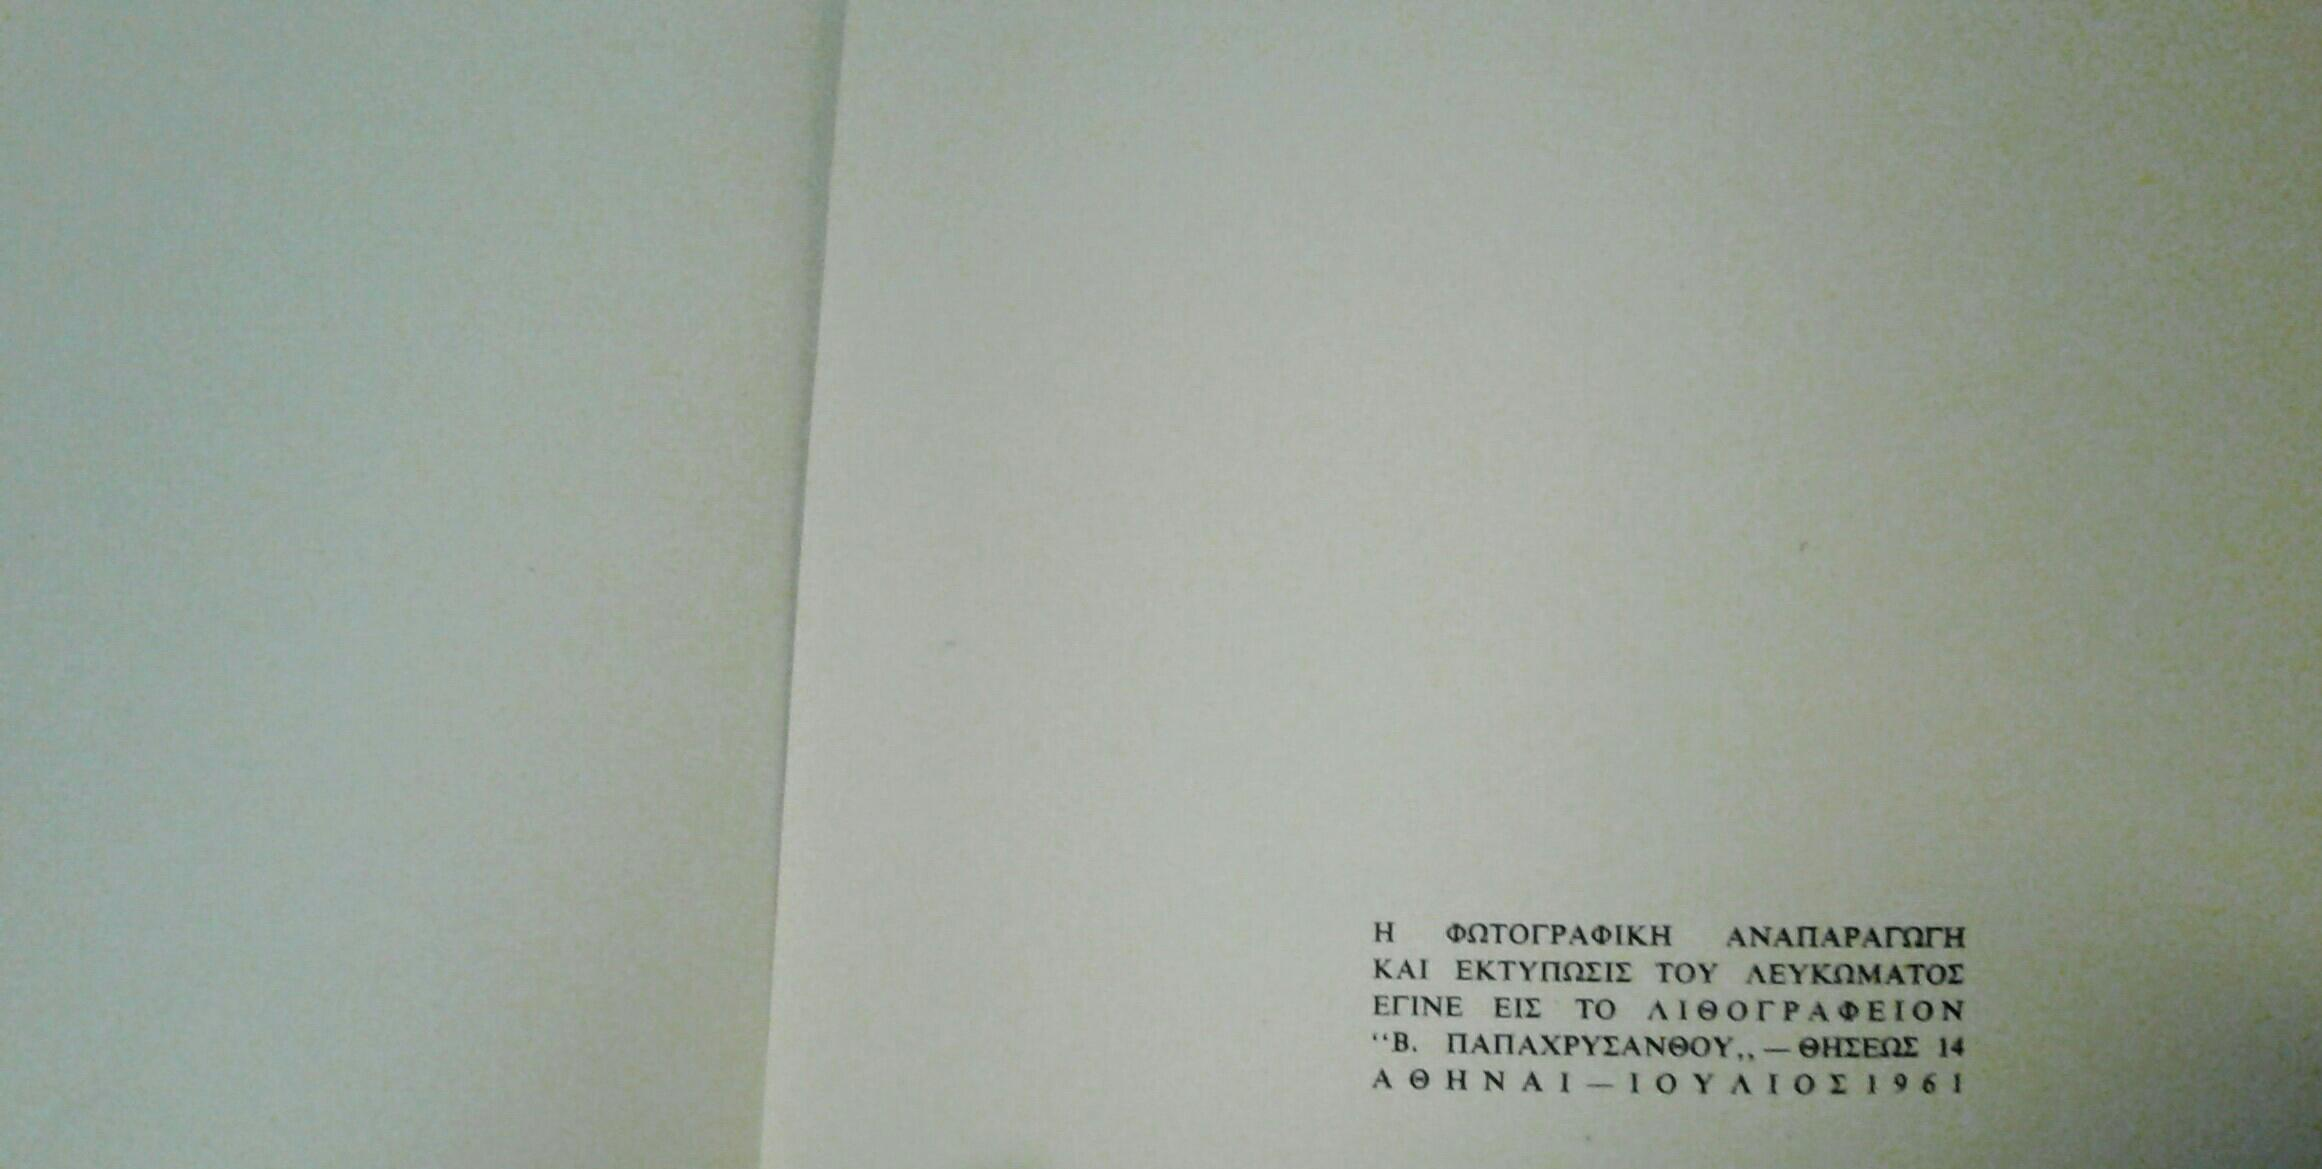 Η ΦΩΤΟΓΡΑΦΙΚΗ ΑΝΑΠΑΡΑΓΩΓΗ
ΚΑΙ ΕΚΤΥΠΩΣΙΣ ΤΟΥ ΛΕΥΚΩΜΑΤΟΣ
ΕΓΙΝΕ ΕΙΣ ΤΟ ΛΙΘΟΓΡΑΦΕΙΟΝ
“Β. ΠΑΠΑΧΡΥΣΑΝΘΟΥ„ — ΘΗΣΕΩΣ 14
ΑΘΗΝΑΙ — ΙΟΥΛΙΟΣ 1961